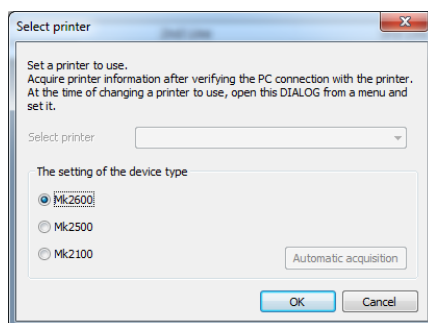 Select printer
Set a printer to use.
Acquire printer information after verifying the PC connection with the printer.
At the time of changing a printer to use, open this DIALOG from a menu and
set it.
Select printer
The setting of the device type
Mk2600
Mk2500
Mk2100
Automatic acquisition
OK
Cancel